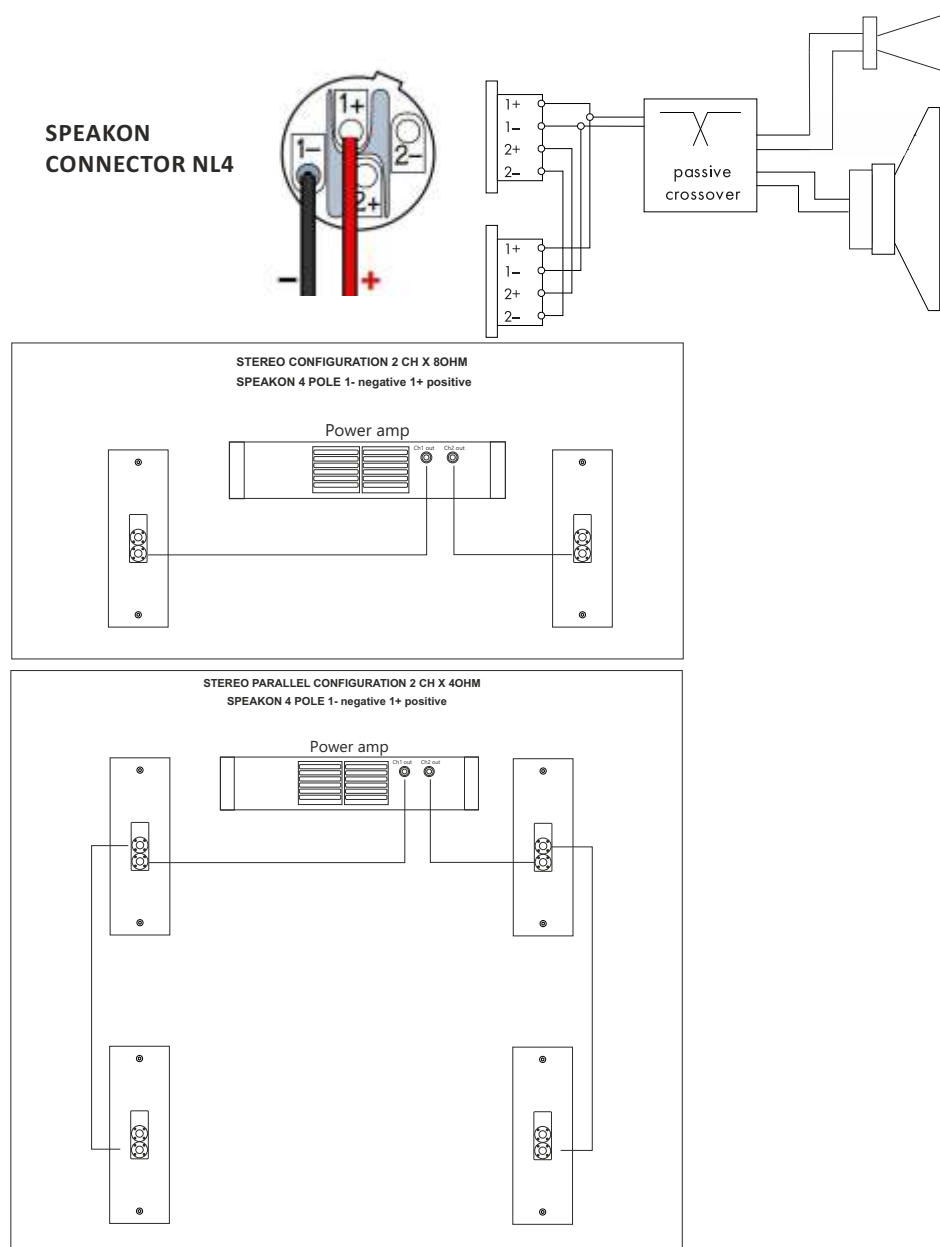 SPEAKON
CONNECTOR NL4
1+
1-
2-
2+
-
+
1+
1-
2+
2-
1+
1-
2+
2-
passive
crossover
STEREO CONFIGURATION 2 CH X 8OHM
SPEAKON 4 POLE 1- negative 1+ positive
Power amp
Ch1 out Ch2 out
STEREO PARALLEL CONFIGURATION 2 CH X 4OHM
SPEAKON 4 POLE 1- negative 1+ positive
Power amp
Ch1 out Ch2 out